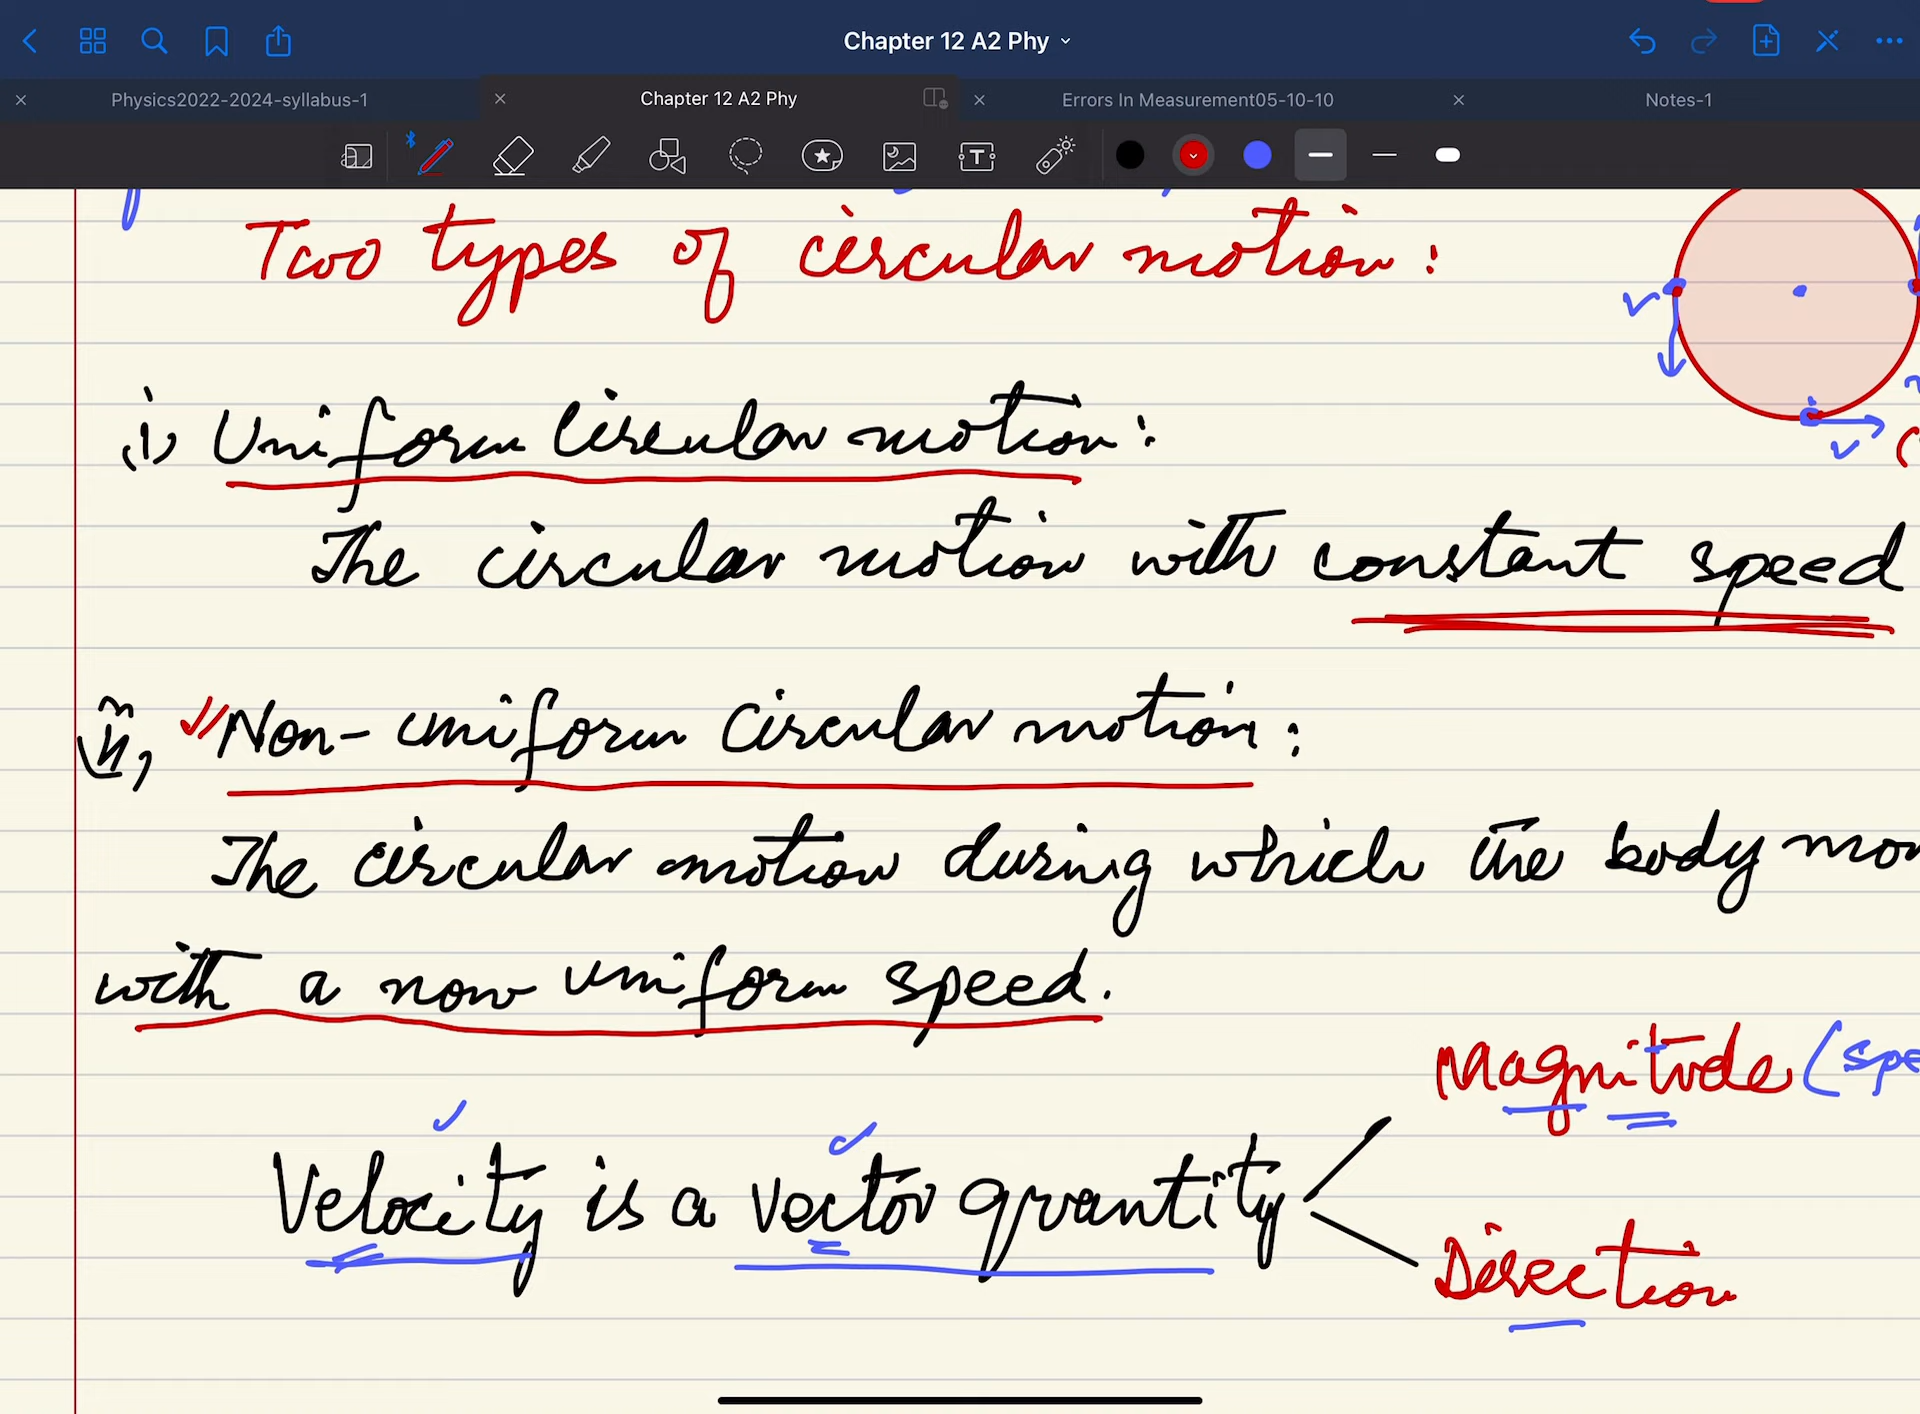 Chapter 12 A2 Phy
Physics2022-2024-syllabus-1
Chapter 12 A2 Phy
Errors In Measurement05-10-10
Notes-1
Two types of circular motion:
v
v
(i) Uniform Circular motion:
The circular motion with constant speed
ii, Non-uniform Circular motion:
The circular motion during which the body mov
with a non uniform speed.
Magnitude (spe
Velocity is a vector quantity
Direction